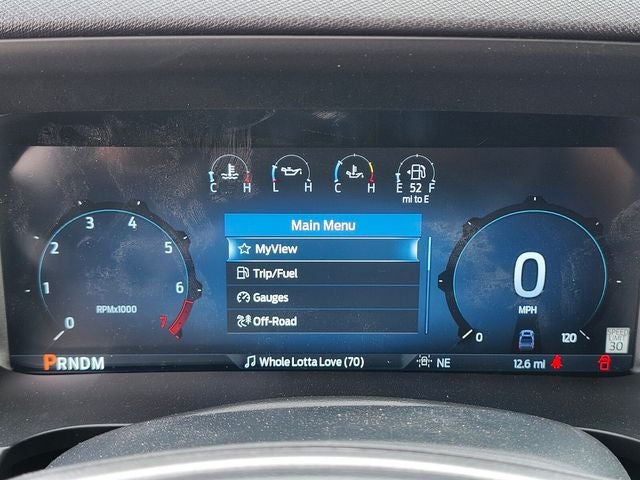 C H L H C H E 52 F
mi to E
Main Menu
MyView
Trip/Fuel
Gauges
Off-Road
0 1 2 3 4 5 6 7
RPMx1000
0
MPH
0 120
SPEED LIMIT
30
PRNDM
Whole Lotta Love (70)
NE
12.6 mi